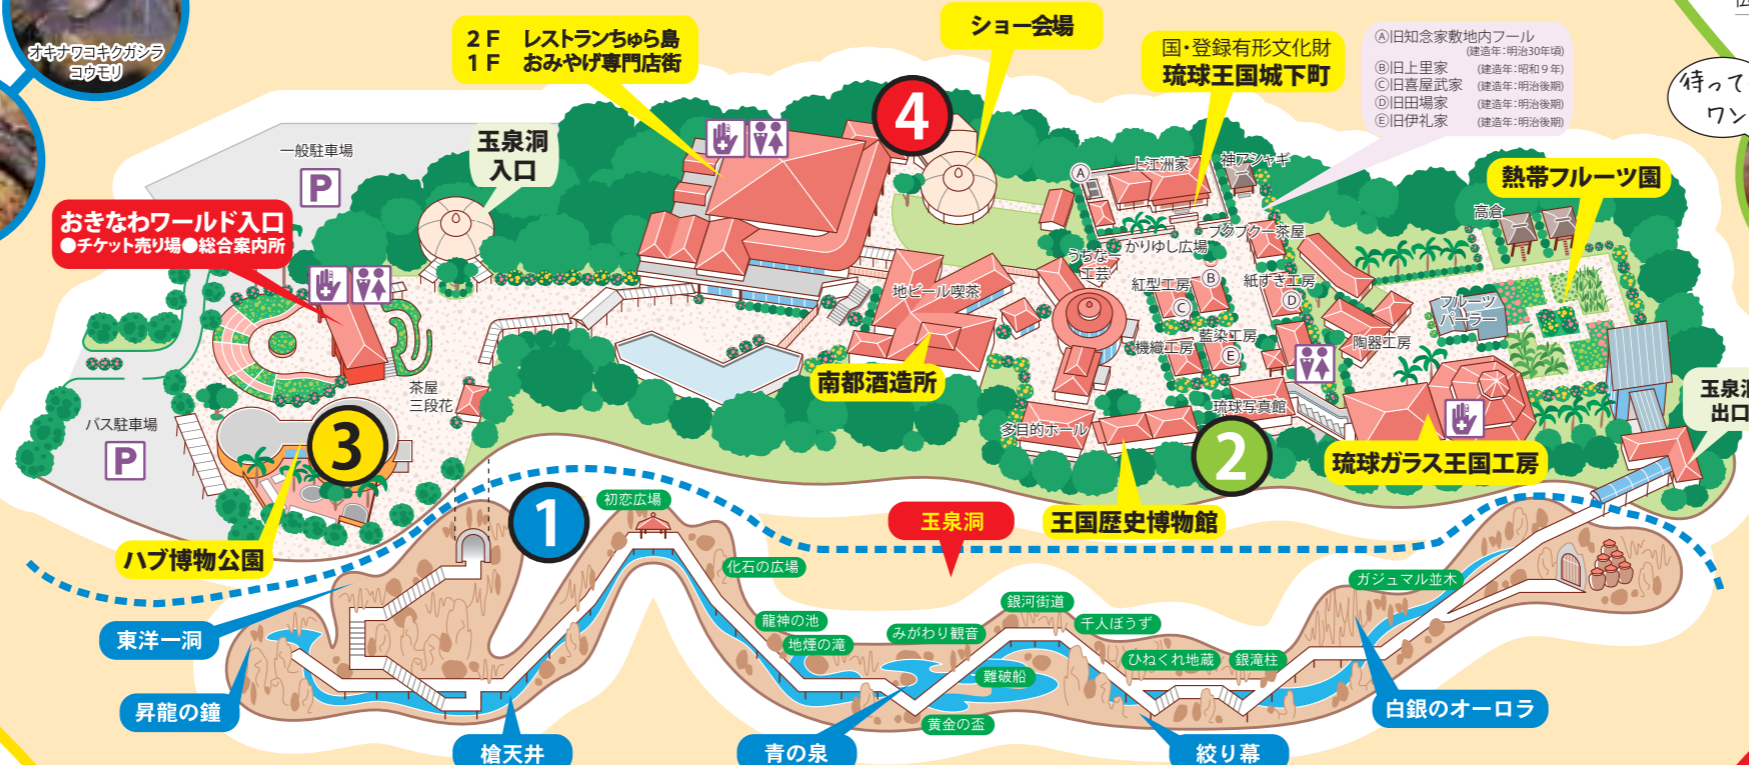 オキナワコキクガシラ
コウモリ
2F レストランちゅら島
1F おみやげ専門店街
ショー会場
国・登録有形文化財
琉球王国城下町
Ⓐ旧知念家敷地内フール
(建造年:明治30年頃)
Ⓑ旧上里家 (建造年:昭和9年)
Ⓒ旧喜屋武家 (建造年:明治後期)
Ⓓ旧田場家 (建造年:明治後期)
Ⓔ旧伊礼家 (建造年:明治後期)
待って
ワン
4
一般駐車場
P
玉泉洞
入口
おきなわワールド入口
●チケット売り場●総合案内所
A
上江洲家
神アシャギ
熱帯フルーツ園
高倉
ブクブクー茶屋
かりゆし広場
うちなー
工芸
地ビール喫茶
紅型工房
B
紙すき工房
C
D
フルーツ
パーラー
藍染工房
機織工房
E
陶器工房
南都酒造所
茶屋
三段花
バス駐車場
P
3
琉球写真館
多目的ホール
2
玉泉洞
出口
琉球ガラス王国工房
王国歴史博物館
ハブ博物公園
1
初恋広場
玉泉洞
化石の広場
ガジュマル並木
東洋一洞
龍神の池
地煙の滝
みがわり観音
銀河街道
千人ぼうず
ひねくれ地蔵
銀滝柱
難破船
昇龍の鐘
黄金の盃
白銀のオーロラ
槍天井
青の泉
絞り幕